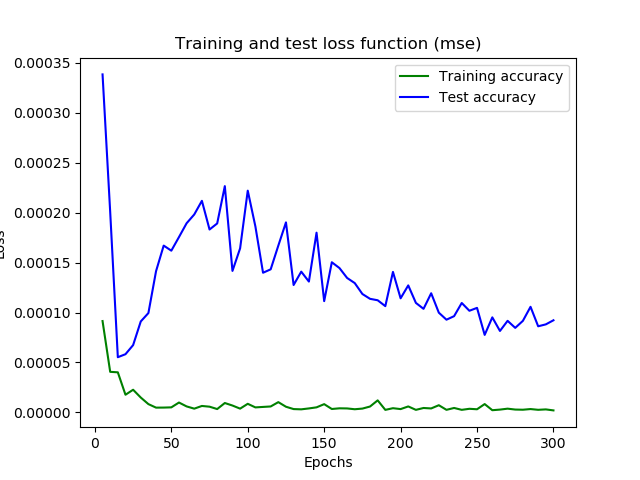 Training and test loss function (mse)
0.00035
0.00030
0.00025
0.00020
0.00015
0.00010
0.00005
0.00000
Loss
Training accuracy
Test accuracy
0 50 100 150 200 250 300
Epochs